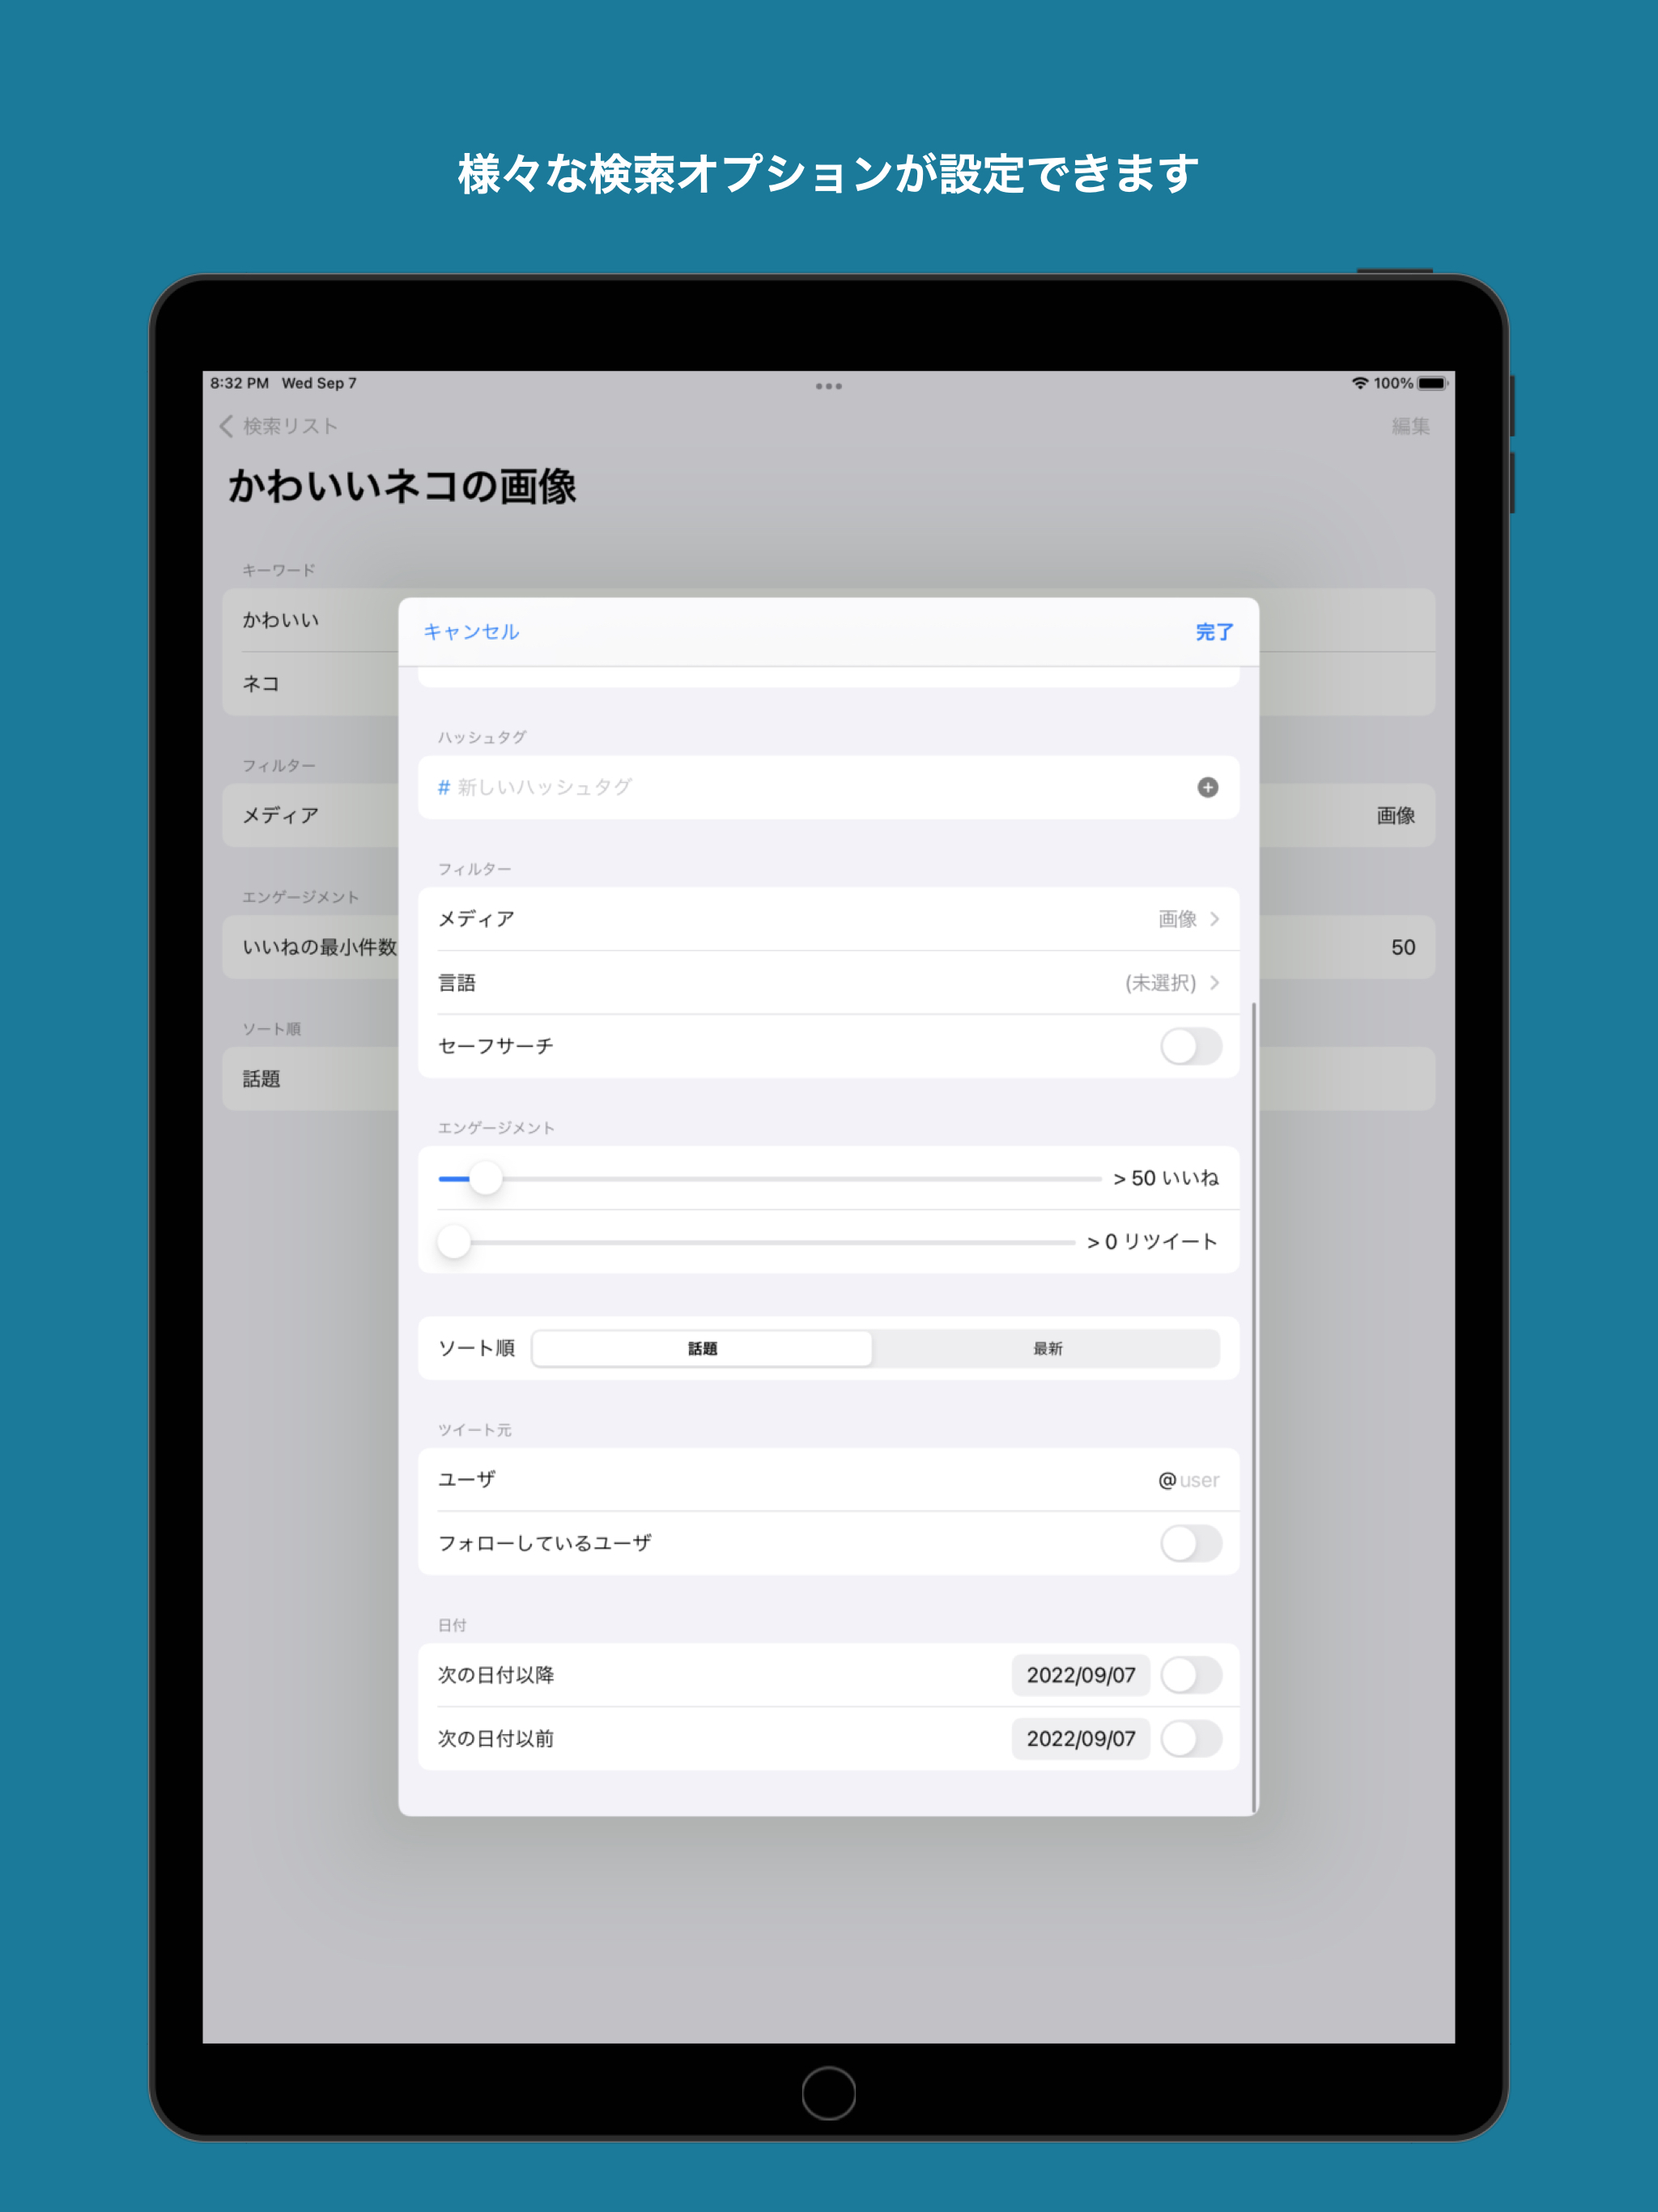 様々な検索オプションが設定できます
8:32 PM Wed Sep 7
100%
検索リスト
編集
かわいいネコの画像
キーワード
かわいい
ネコ
フィルター
メディア
画像
エンゲージメント
いいねの最小件数
50
ソート順
話題
キャンセル
完了
ハッシュタグ
# 新しいハッシュタグ
フィルター
メディア
画像
言語
(未選択)
セーフサーチ
エンゲージメント
> 50 いいね
> 0 リツイート
ソート順
話題
最新
ツイート元
ユーザ
@user
フォローしているユーザ
日付
次の日付以降
2022/09/07
次の日付以前
2022/09/07